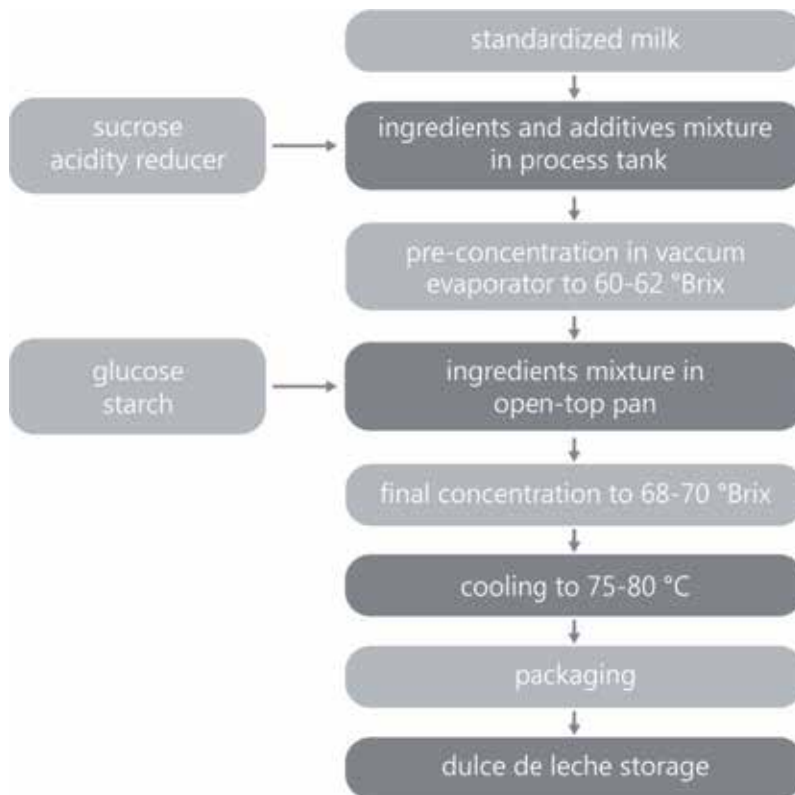 standardized milk
sucrose
acidity reducer
ingredients and additives mixture
in process tank
pre-concentration in vaccum
evaporator to 60-62 °Brix
glucose
starch
ingredients mixture in
open-top pan
final concentration to 68-70 °Brix
cooling to 75-80 °C
packaging
dulce de leche storage